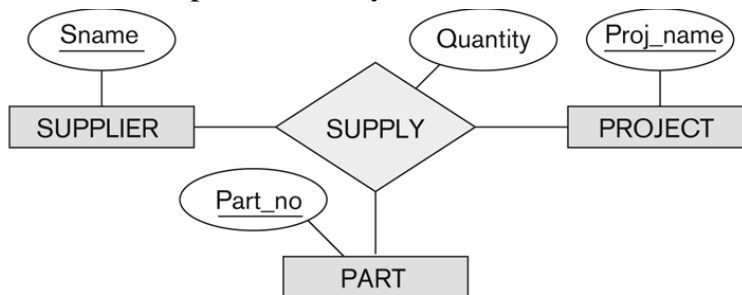 Sname
Quantity
Proj_name
SUPPLIER
SUPPLY
PROJECT
Part_no
PART